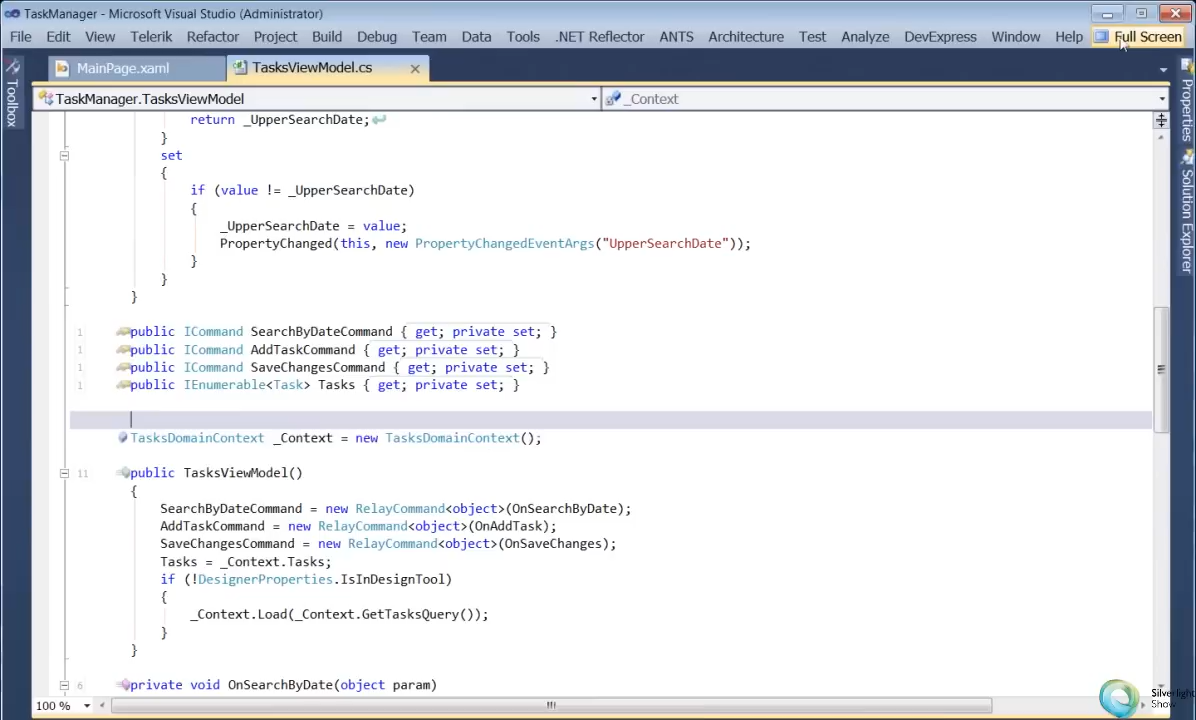 TaskManager - Microsoft Visual Studio (Administrator)
File Edit View Telerik Refactor Project Build Debug Team Data Tools .NET Reflector ANTS Architecture Test Analyze DevExpress Window Help Full Screen
MainPage.xaml TasksViewModel.cs
Toolbox
Properties
Solution Explorer
TaskManager.TasksViewModel _Context
return _UpperSearchDate;
}
set
{
if (value != _UpperSearchDate)
{
_UpperSearchDate = value;
PropertyChanged(this, new PropertyChangedEventArgs("UpperSearchDate"));
}
}
}
1 public ICommand SearchByDateCommand { get; private set; }
1 public ICommand AddTaskCommand { get; private set; }
1 public ICommand SaveChangesCommand { get; private set; }
1 public IEnumerable<Task> Tasks { get; private set; }
TasksDomainContext _Context = new TasksDomainContext();
11 public TasksViewModel()
{
SearchByDateCommand = new RelayCommand<object>(OnSearchByDate);
AddTaskCommand = new RelayCommand<object>(OnAddTask);
SaveChangesCommand = new RelayCommand<object>(OnSaveChanges);
Tasks = _Context.Tasks;
if (!DesignerProperties.IsInDesignTool)
{
_Context.Load(_Context.GetTasksQuery());
}
}
6 private void OnSearchByDate(object param)
100 %
Silverlight
Show